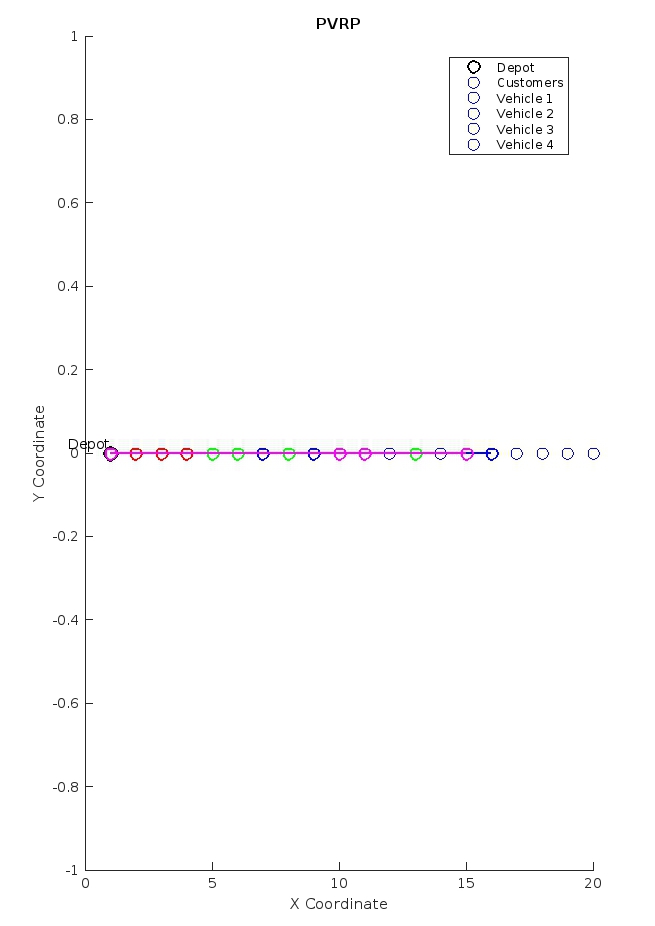 PVRP
Depot
Customers
Vehicle 1
Vehicle 2
Vehicle 3
Vehicle 4
1
0.8
0.6
0.4
0.2
Depot
0
-0.2
-0.4
-0.6
-0.8
-1
Y Coordinate
0 5 10 15 20
X Coordinate